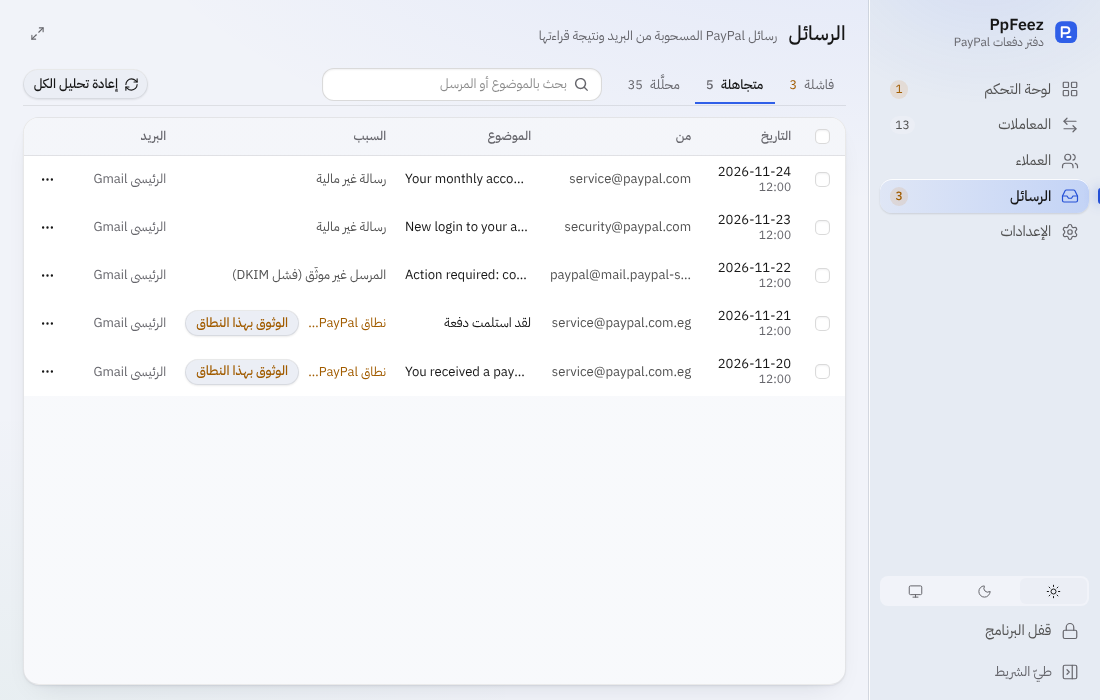 PpFeez
دفتر دفعات PayPal
لوحة التحكم 1
المعاملات 13
العملاء
الرسائل 3
الإعدادات
قفل البرنامج
طيّ الشريط
الرسائل رسائل PayPal المسحوبة من البريد ونتيجة قراءتها
فاشلة 3 متجاهلة 5 محلَّلة 35 بحث بالموضوع أو المرسل إعادة تحليل الكل
التاريخ من الموضوع السبب البريد
2026-11-24 12:00 service@paypal.com Your monthly acco... رسالة غير مالية Gmail الرئيسي
2026-11-23 12:00 security@paypal.com New login to your a... رسالة غير مالية Gmail الرئيسي
2026-11-22 12:00 paypal@mail.paypal-s... Action required: co... المرسل غير موثّق (فشل DKIM) Gmail الرئيسي
2026-11-21 12:00 service@paypal.com.eg لقد استلمت دفعة نطاق PayPal... الوثوق بهذا النطاق Gmail الرئيسي
2026-11-20 12:00 service@paypal.com.eg You received a pay... نطاق PayPal... الوثوق بهذا النطاق Gmail الرئيسي